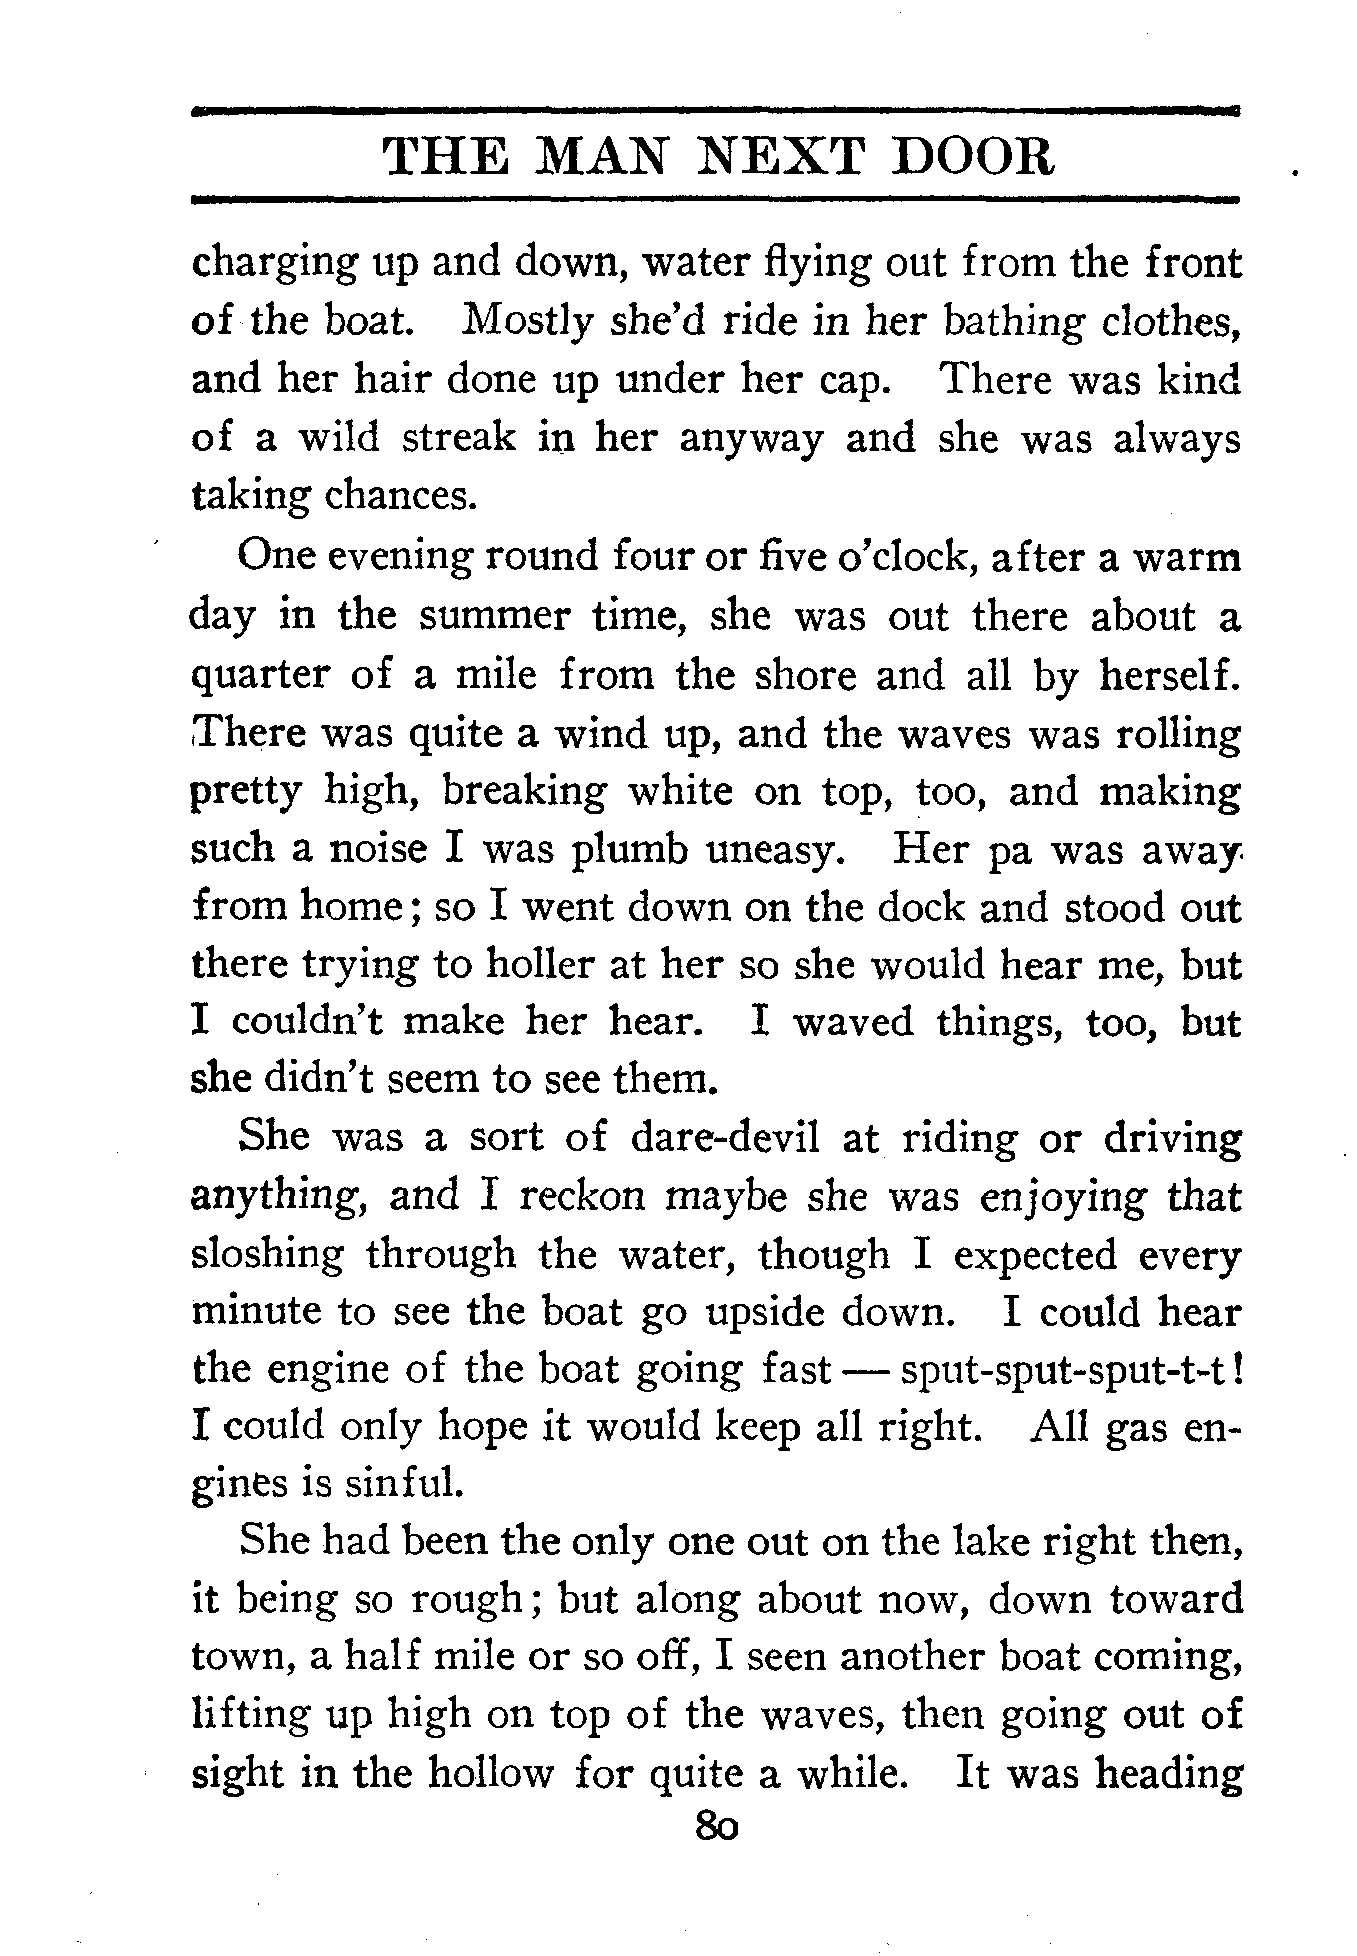 THE MAN NEXT DOOR
charging up and down, water flying out from the front
of the boat. Mostly she'd ride in her bathing clothes,
and her hair done up under her cap. There was kind
of a wild streak in her anyway and she was always
taking chances.
One evening round four or five o'clock, after a warm
day in the summer time, she was out there about a
quarter of a mile from the shore and all by herself.
There was quite a wind up, and the waves was rolling
pretty high, breaking white on top, too, and making
such a noise I was plumb uneasy. Her pa was away
from home; so I went down on the dock and stood out
there trying to holler at her so she would hear me, but
I couldn't make her hear. I waved things, too, but
she didn't seem to see them.
She was a sort of dare-devil at riding or driving
anything, and I reckon maybe she was enjoying that
sloshing through the water, though I expected every
minute to see the boat go upside down. I could hear
the engine of the boat going fast — sput-sput-sput-t-t!
I could only hope it would keep all right. All gas en-
gines is sinful.
She had been the only one out on the lake right then,
it being so rough; but along about now, down toward
town, a half mile or so off, I seen another boat coming,
lifting up high on top of the waves, then going out of
sight in the hollow for quite a while. It was heading
80